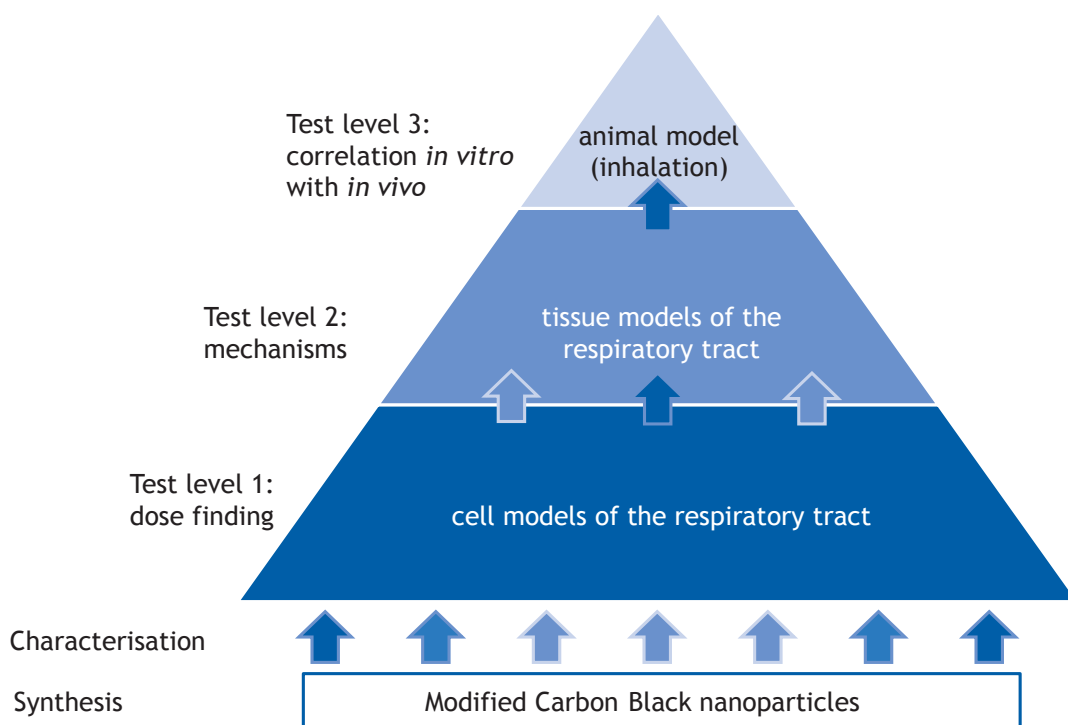 Test level 3:
correlation in vitro
with in vivo
animal model
(inhalation)
Test level 2:
mechanisms
tissue models of the
respiratory tract
Test level 1:
dose finding
cell models of the respiratory tract
Characterisation
Synthesis
Modified Carbon Black nanoparticles